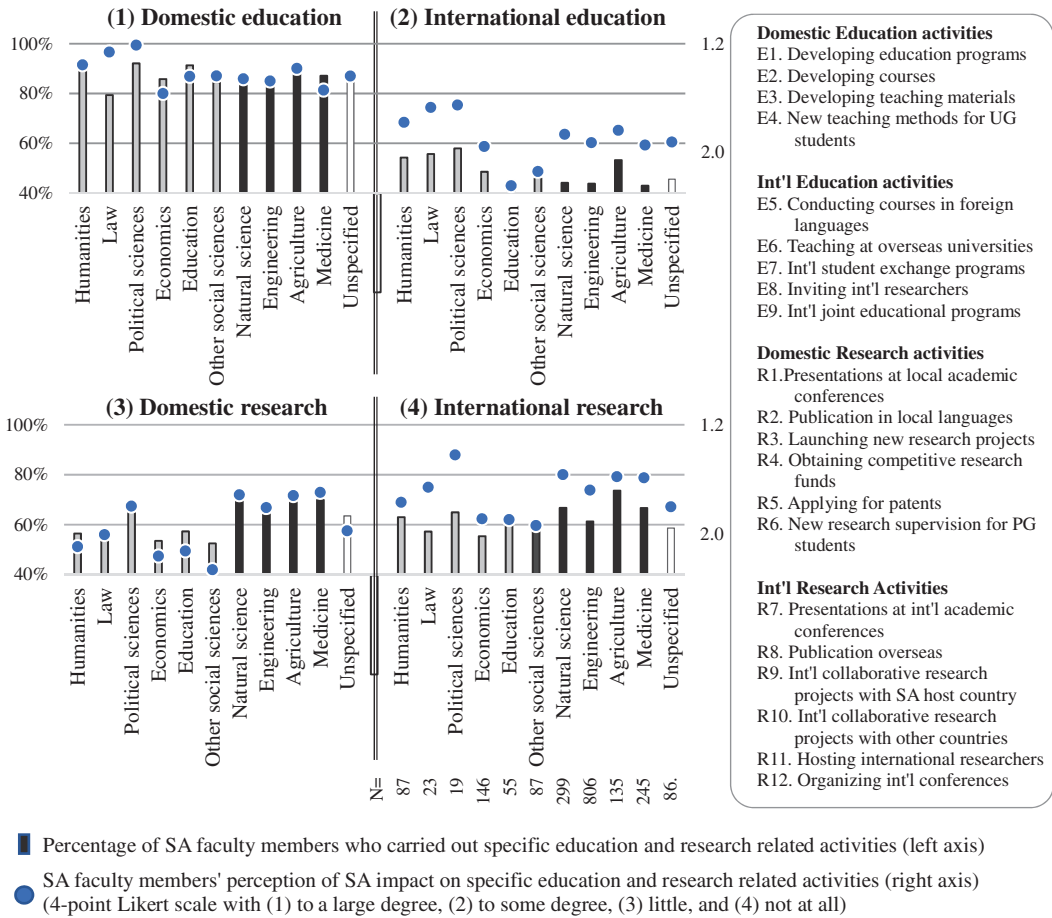 (1) Domestic education
(2) International education
100%
80%
60%
40%
1.2
2.0
Humanities
Law
Political sciences
Economics
Education
Other social sciences
Natural science
Engineering
Agriculture
Medicine
Unspecified
Humanities
Law
Political sciences
Economics
Education
Other social sciences
Natural science
Engineering
Agriculture
Medicine
Unspecified
(3) Domestic research
(4) International research
100%
80%
60%
40%
1.2
2.0
Humanities
Law
Political sciences
Economics
Education
Other social sciences
Natural science
Engineering
Agriculture
Medicine
Unspecified
Humanities
Law
Political sciences
Economics
Education
Other social sciences
Natural science
Engineering
Agriculture
Medicine
Unspecified
N=
87
23
19
146
55
87
299
806
135
245
86.
Domestic Education activities
E1. Developing education programs
E2. Developing courses
E3. Developing teaching materials
E4. New teaching methods for UG
students
Int'l Education activities
E5. Conducting courses in foreign
languages
E6. Teaching at overseas universities
E7. Int'l student exchange programs
E8. Inviting int'l researchers
E9. Int'l joint educational programs
Domestic Research activities
R1.Presentations at local academic
conferences
R2. Publication in local languages
R3. Launching new research projects
R4. Obtaining competitive research
funds
R5. Applying for patents
R6. New research supervision for PG
students
Int'l Research Activities
R7. Presentations at int'l academic
conferences
R8. Publication overseas
R9. Int'l collaborative research
projects with SA host country
R10. Int'l collaborative research
projects with other countries
R11. Hosting international researchers
R12. Organizing int'l conferences
Percentage of SA faculty members who carried out specific education and research related activities (left axis)
SA faculty members' perception of SA impact on specific education and research related activities (right axis)
(4-point Likert scale with (1) to a large degree, (2) to some degree, (3) little, and (4) not at all)